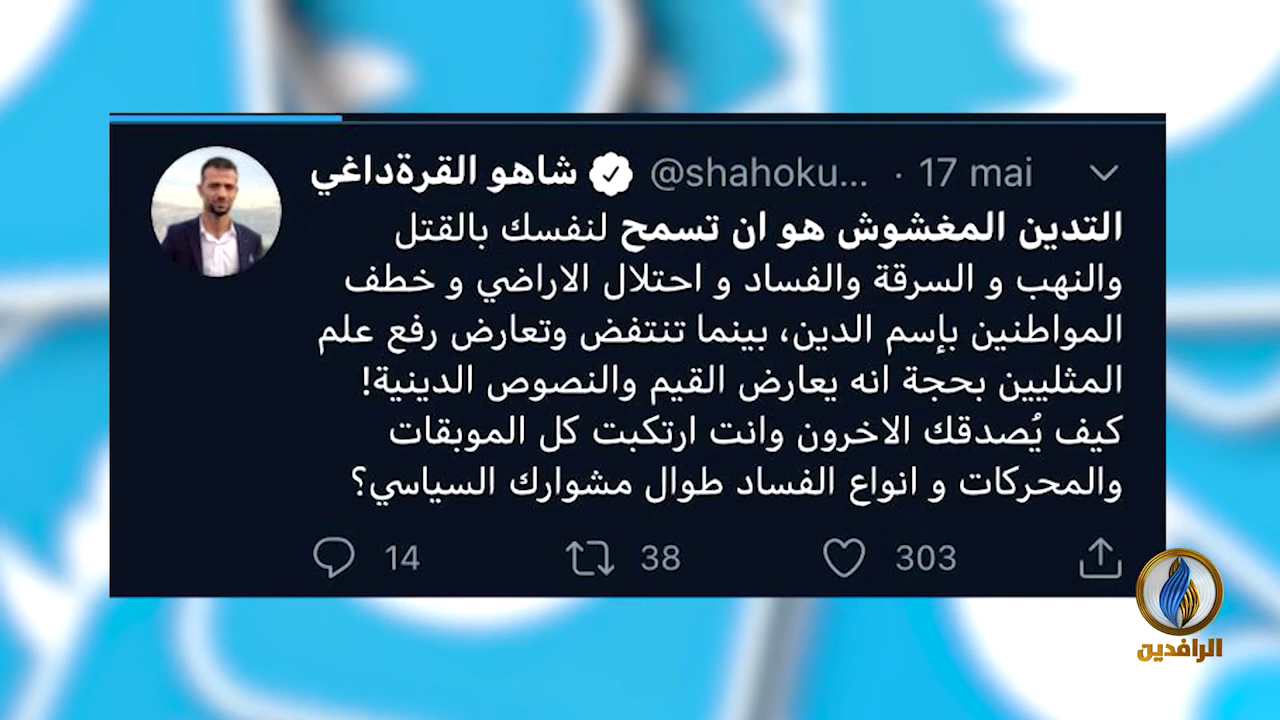 شاهو القرةداغي @shahoku... · 17 mai
التدين المغشوش هو ان تسمح لنفسك بالقتل
والنهب و السرقة والفساد و احتلال الاراضي و خطف
المواطنين بإسم الدين، بينما تنتفض وتعارض رفع علم
المثليين بحجة انه يعارض القيم والنصوص الدينية!
كيف يُصدقك الاخرون وانت ارتكبت كل الموبقات
والمحركات و انواع الفساد طوال مشوارك السياسي؟
14 38 303
الرافدين